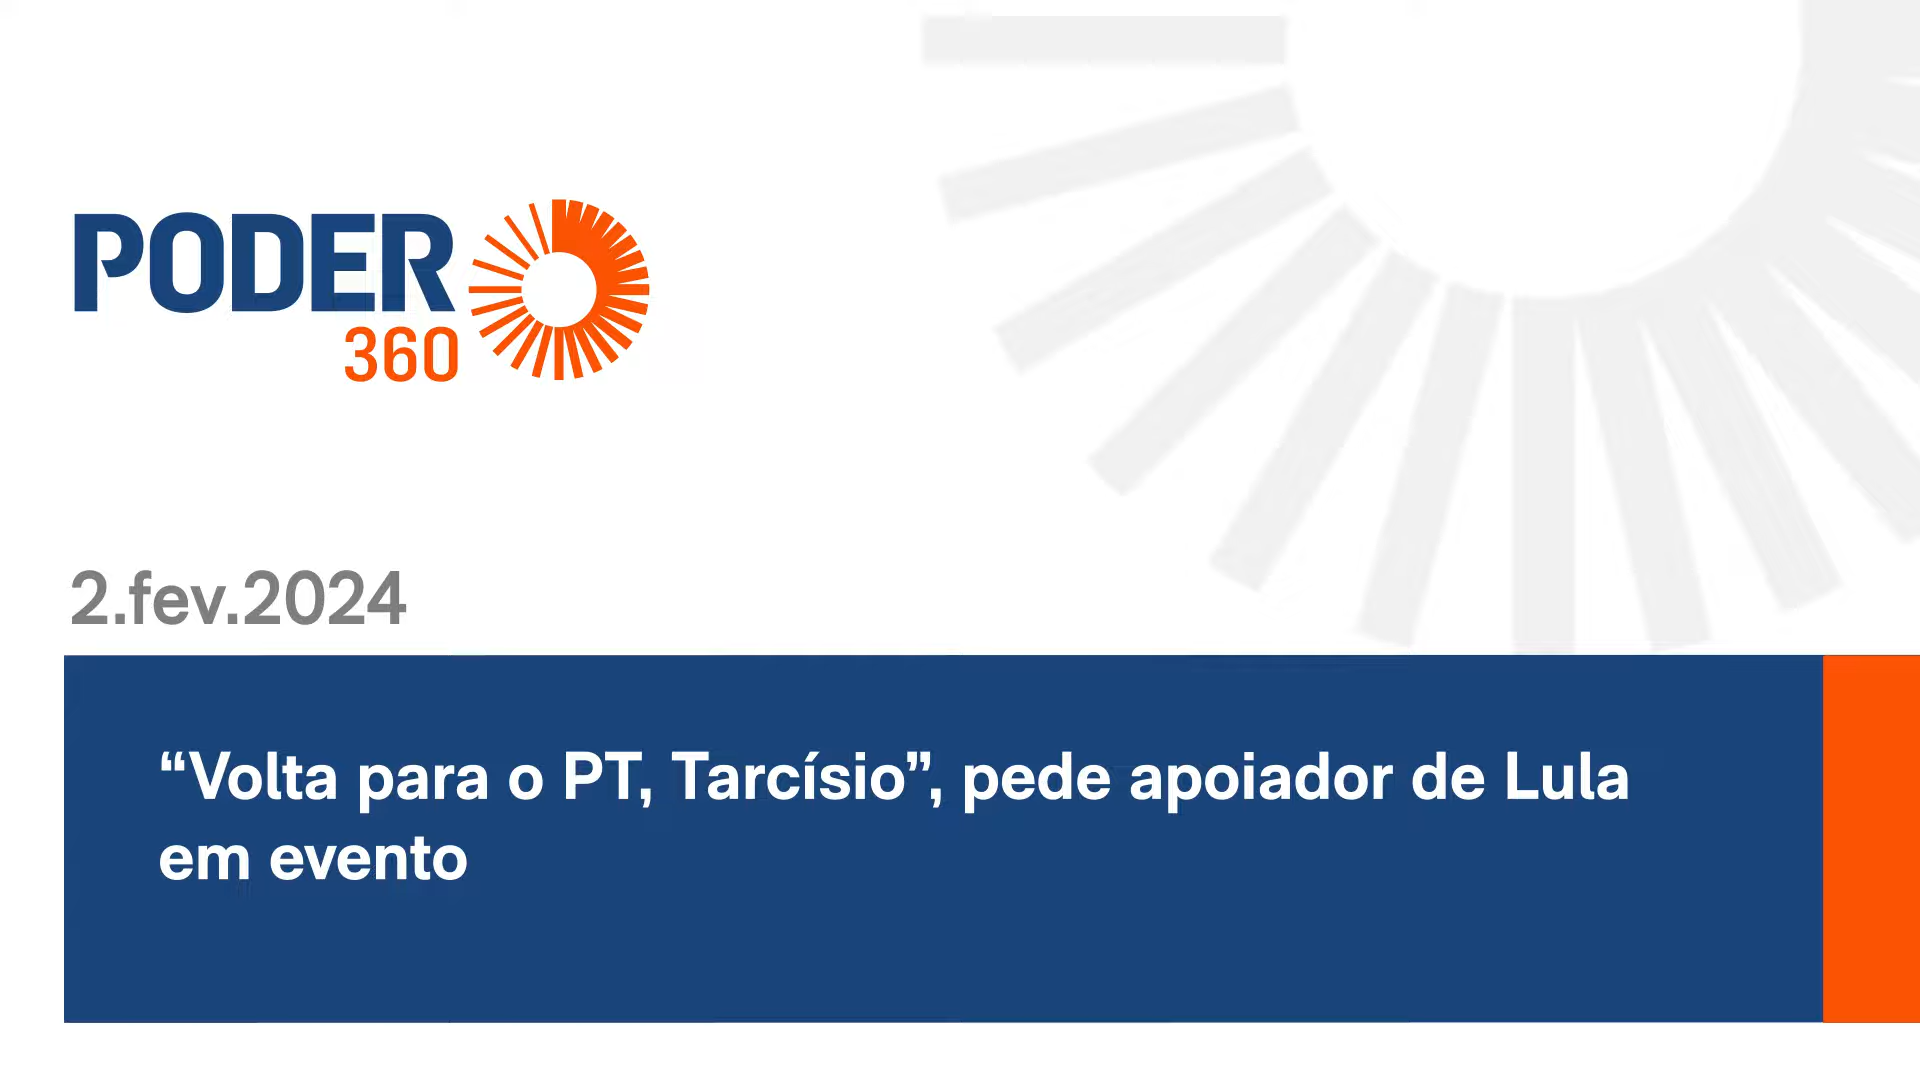 PODER
360
2.fev.2024
“Volta para o PT, Tarcísio”, pede apoiador de Lula
em evento